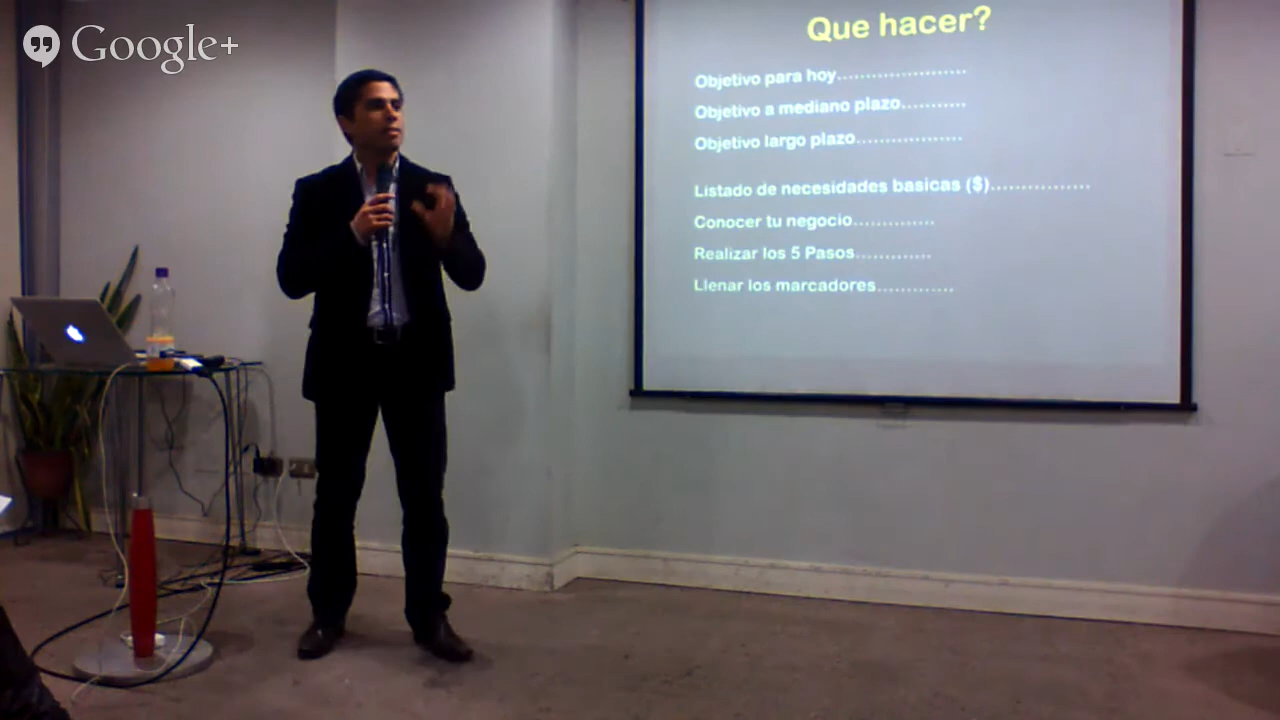 Google+
Que hacer?
Objetivo para hoy......................
Objetivo a mediano plazo...........
Objetivo largo plazo..................
Listado de necesidades basicas ($).................
Conocer tu negocio..............
Realizar los 5 Pasos.............
Llenar los marcadores.............